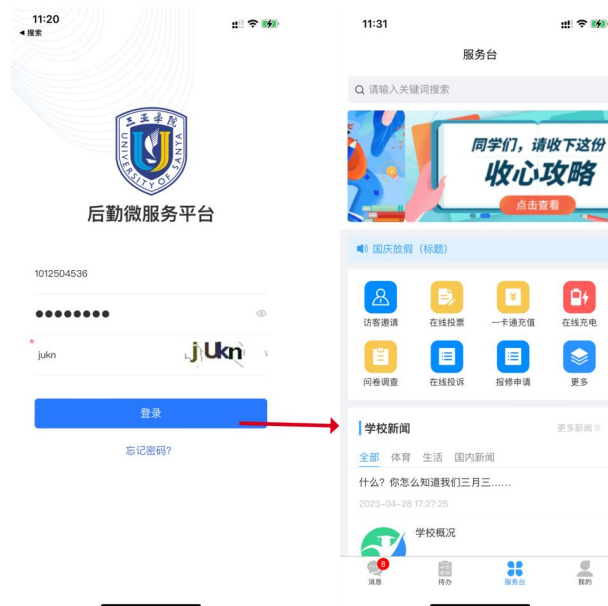 11:20
◀ 搜索
三亚学院
UNIVERSITY OF SANYA
后勤微服务平台
1012504536
●●●●●●●●
* jukn
jUkn
登录
忘记密码?
11:31
服务台
请输入关键词搜索
同学们，请收下这份
收心攻略
点击查看
国庆放假（标题）
访客邀请 在线投票 一卡通充值 在线充电
问卷调查 在线投诉 报修申请 更多
学校新闻 更多新闻 >>
全部 体育 生活 国内新闻
什么？你怎么知道我们三月三……
2023-04-28 17:27:25
学校概况
8
消息 待办 服务台 我的